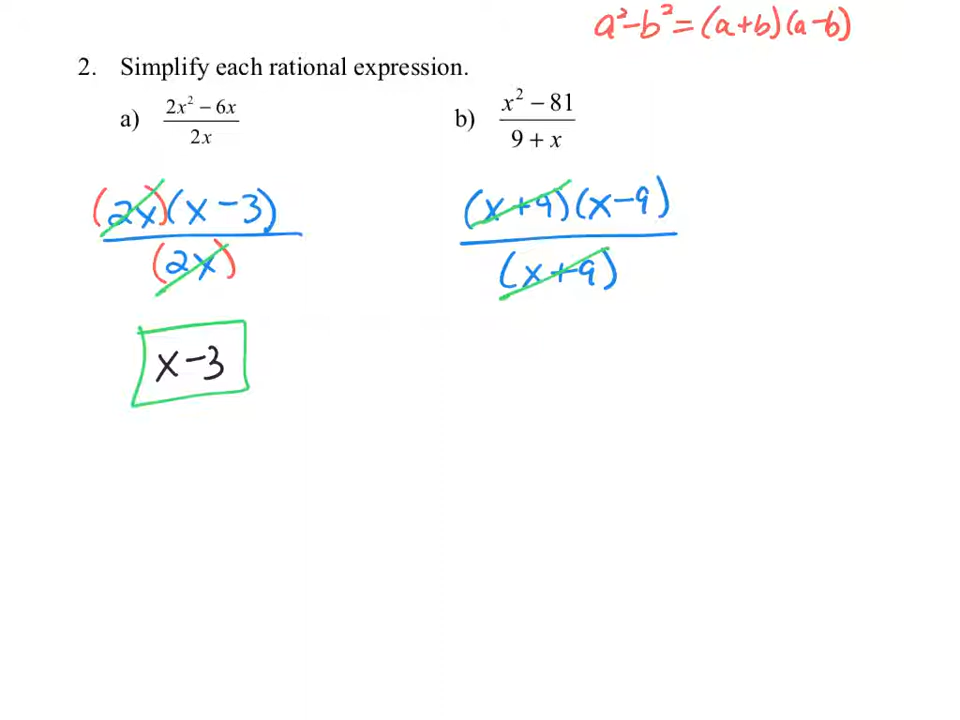 a²-b²=(a+b)(a-b)
2. Simplify each rational expression.
a) (2x² − 6x)/(2x)
b) (x² − 81)/(9 + x)
(2x)(x-3)
(2x)
x-3
(x+9)(x-9)
(x+9)